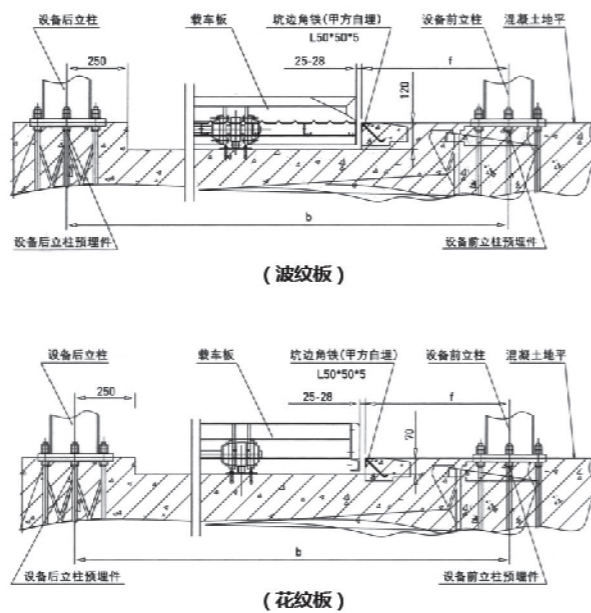 设备后立柱 载车板 坑边角铁(甲方自埋) 设备前立柱 混凝土地平
L50*50*5
250 25-28 f
120
b
设备后立柱预埋件 设备前立柱预埋件
(波纹板)
设备后立柱 载车板 坑边角铁(甲方自埋) 设备前立柱 混凝土地平
L50*50*5
250 25-28 f
70
b
设备后立柱预埋件 设备前立柱预埋件
(花纹板)